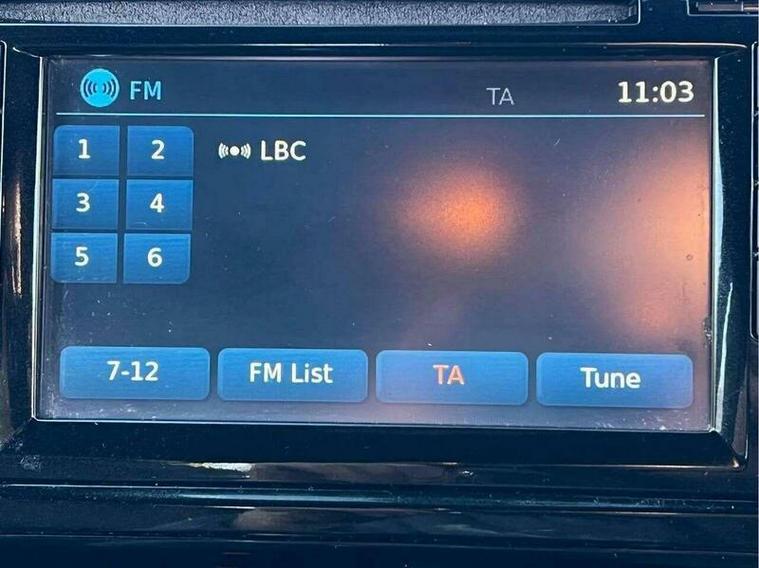 FM TA 11:03
1 2 LBC
3 4
5 6
7-12 FM List TA Tune